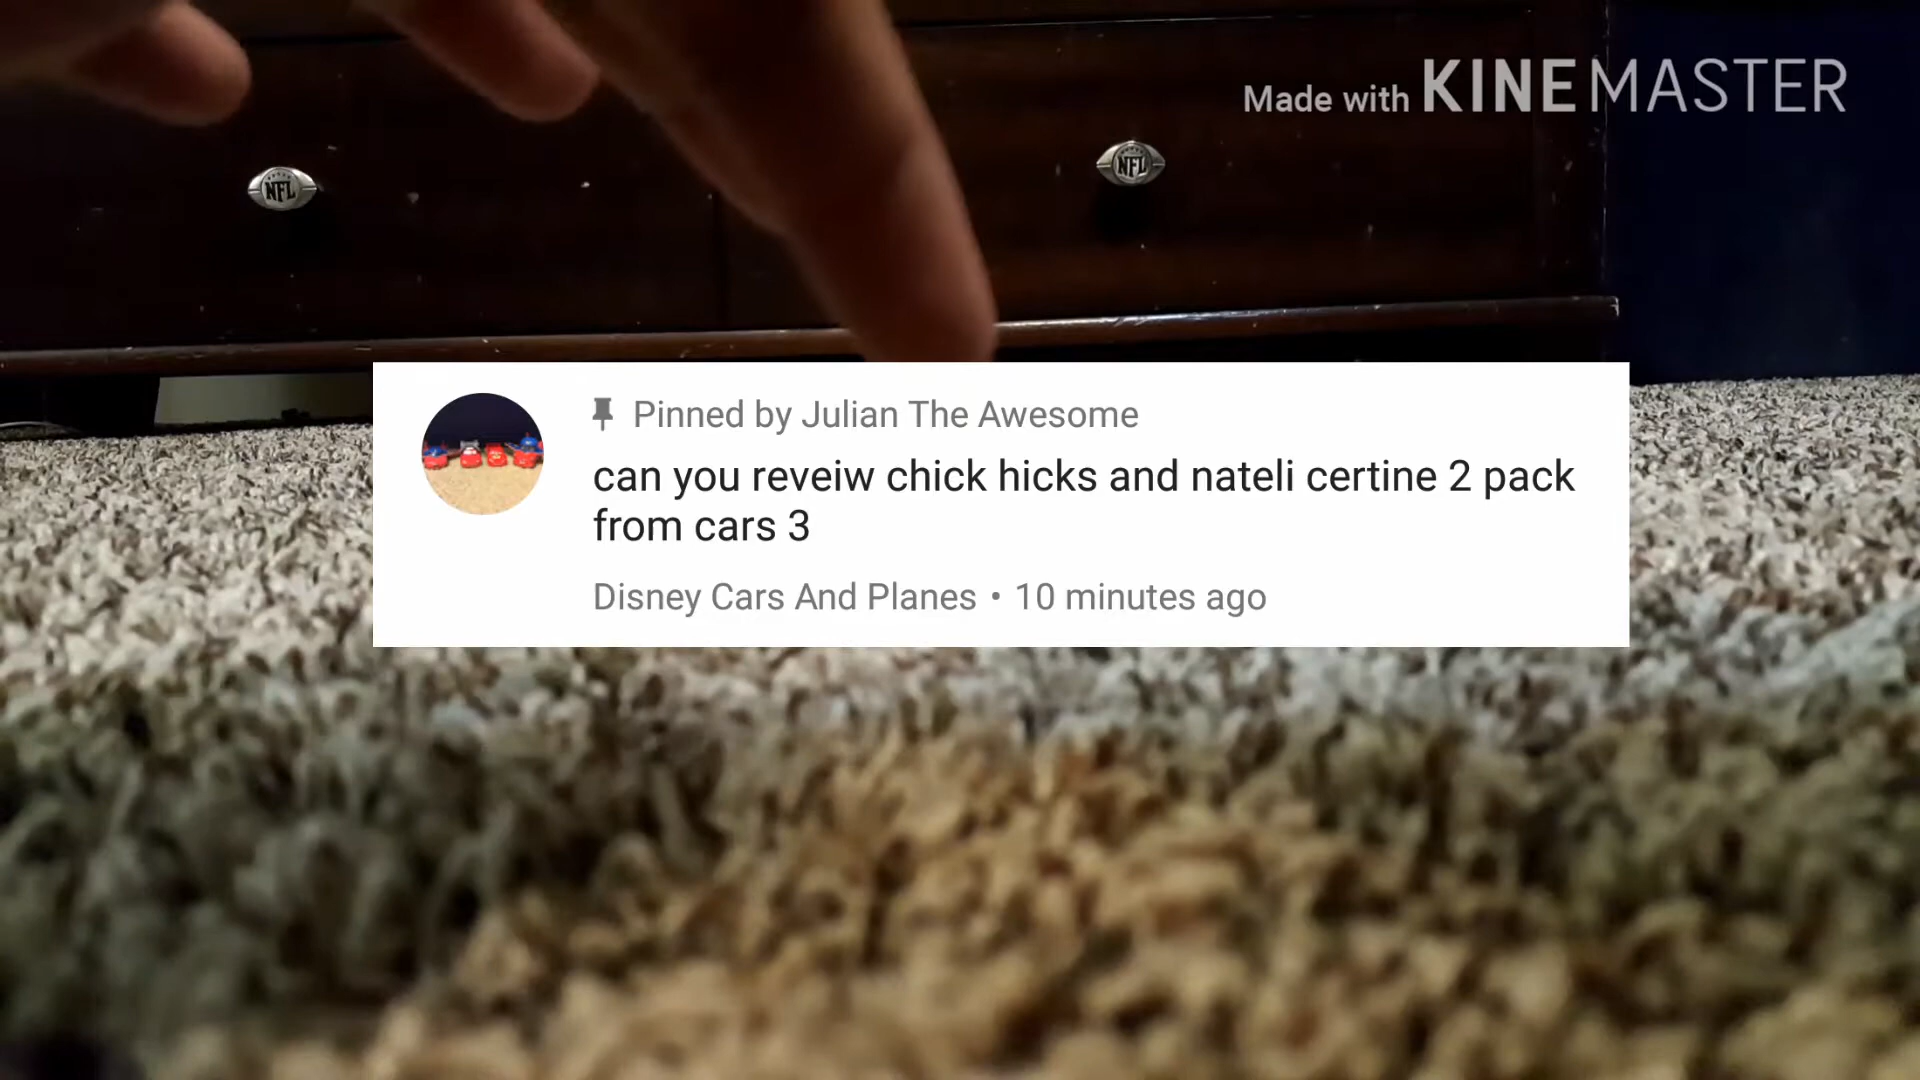 Made with KINEMASTER
NFL
NFL
Pinned by Julian The Awesome
can you reveiw chick hicks and nateli certine 2 pack
from cars 3
Disney Cars And Planes • 10 minutes ago